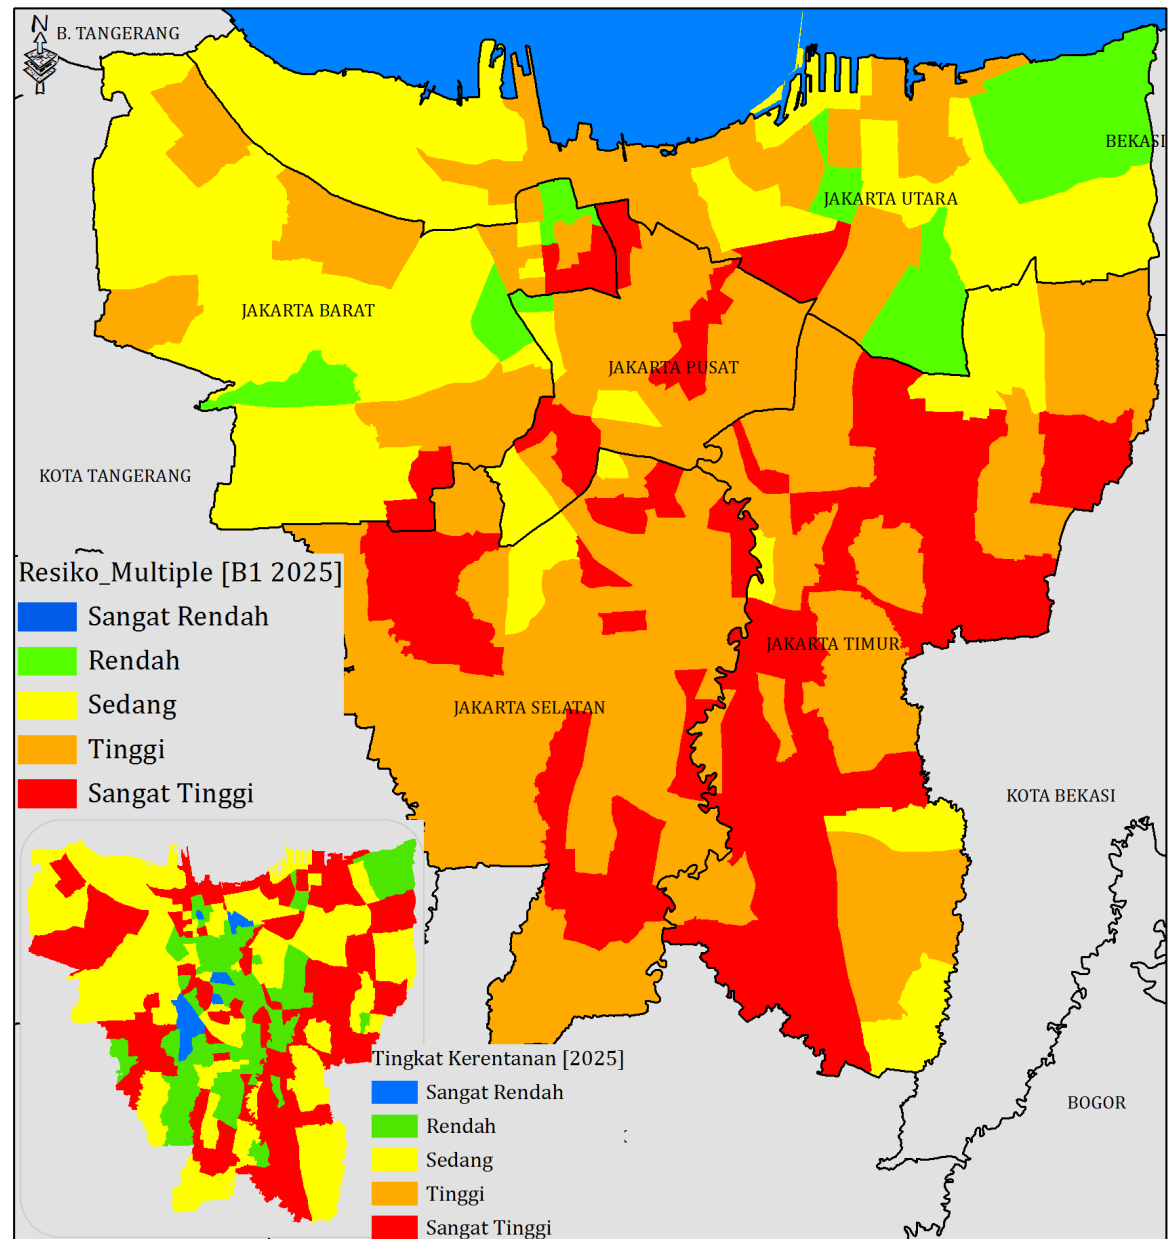 N
B. TANGERANG
BEKASI
JAKARTA UTARA
JAKARTA BARAT
JAKARTA PUSAT
KOTA TANGERANG
Resiko_Multiple [B1 2025]
Sangat Rendah
Rendah
Sedang
Tinggi
Sangat Tinggi
JAKARTA TIMUR
JAKARTA SELATAN
KOTA BEKASI
Tingkat Kerentanan [2025]
Sangat Rendah
Rendah
Sedang
Tinggi
Sangat Tinggi
BOGOR